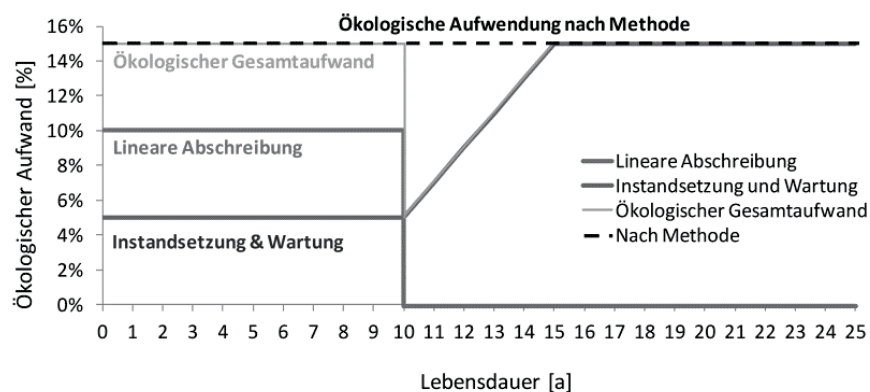 Ökologische Aufwendung nach Methode
16%
14%
12%
10%
8%
6%
4%
2%
0%
Ökologischer Aufwand [%]
Ökologischer Gesamtaufwand
Lineare Abschreibung
Instandsetzung & Wartung
Lineare Abschreibung
Instandsetzung und Wartung
Ökologischer Gesamtaufwand
Nach Methode
0 1 2 3 4 5 6 7 8 9 10 11 12 13 14 15 16 17 18 19 20 21 22 23 24 25
Lebensdauer [a]